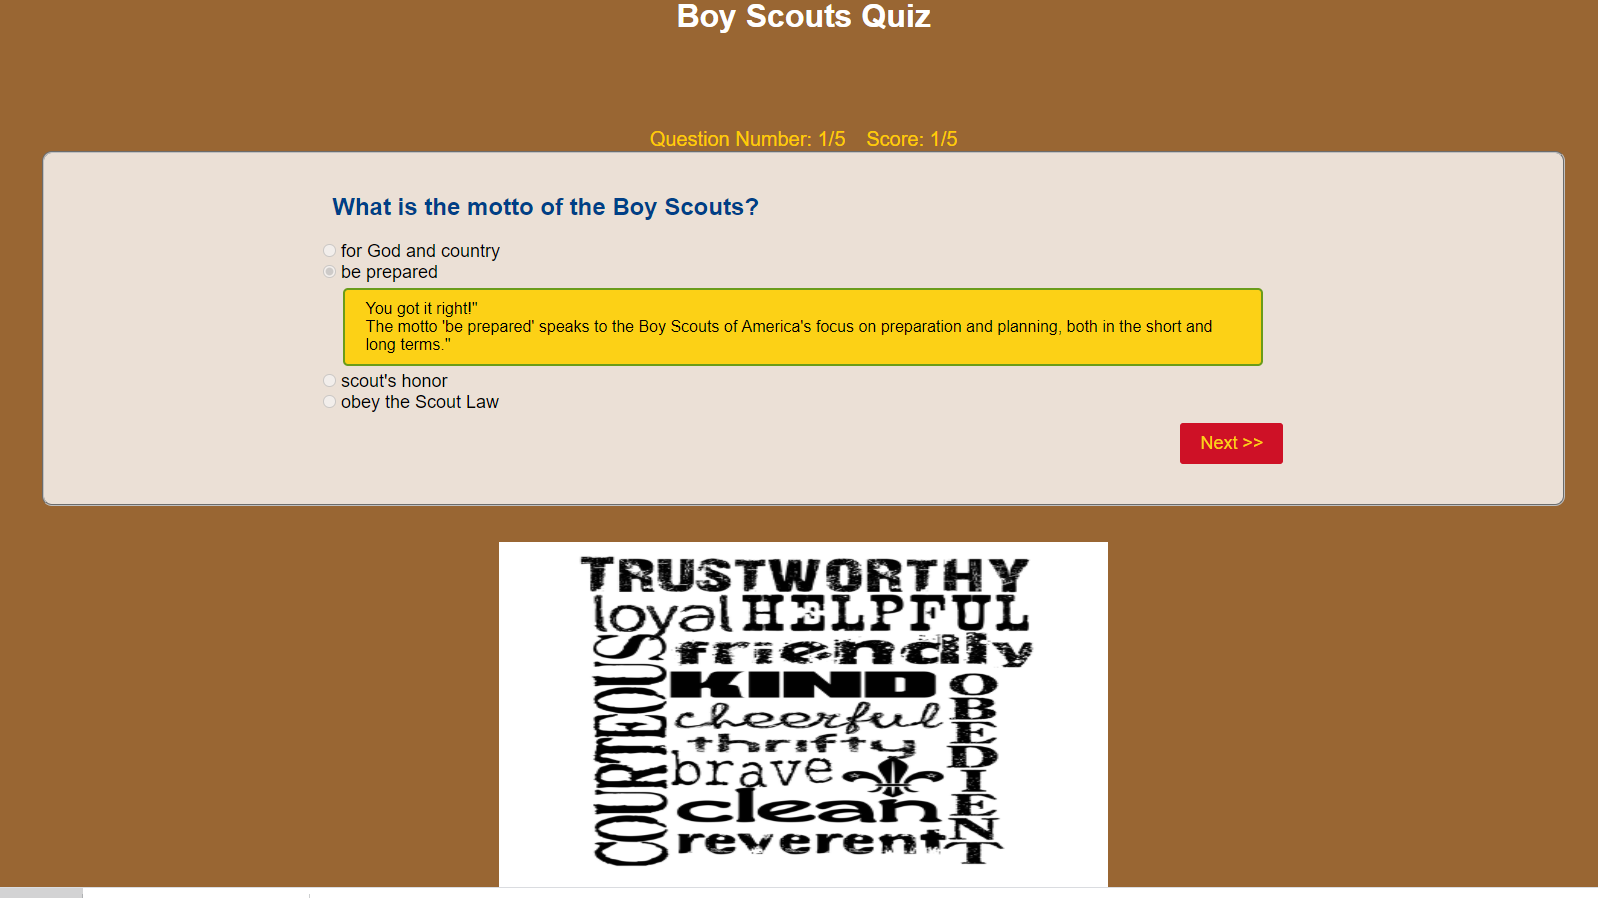 Boy Scouts Quiz
Question Number: 1/5 Score: 1/5
What is the motto of the Boy Scouts?
for God and country
be prepared
You got it right!"
The motto 'be prepared' speaks to the Boy Scouts of America's focus on preparation and planning, both in the short and
long terms."
scout's honor
obey the Scout Law
Next >>
TRUSTWORTHY
loyal HELPFUL
COURTEOUS
friendly
KIND
OBEDIENT
cheerful
thrifty
brave
clean
reverent